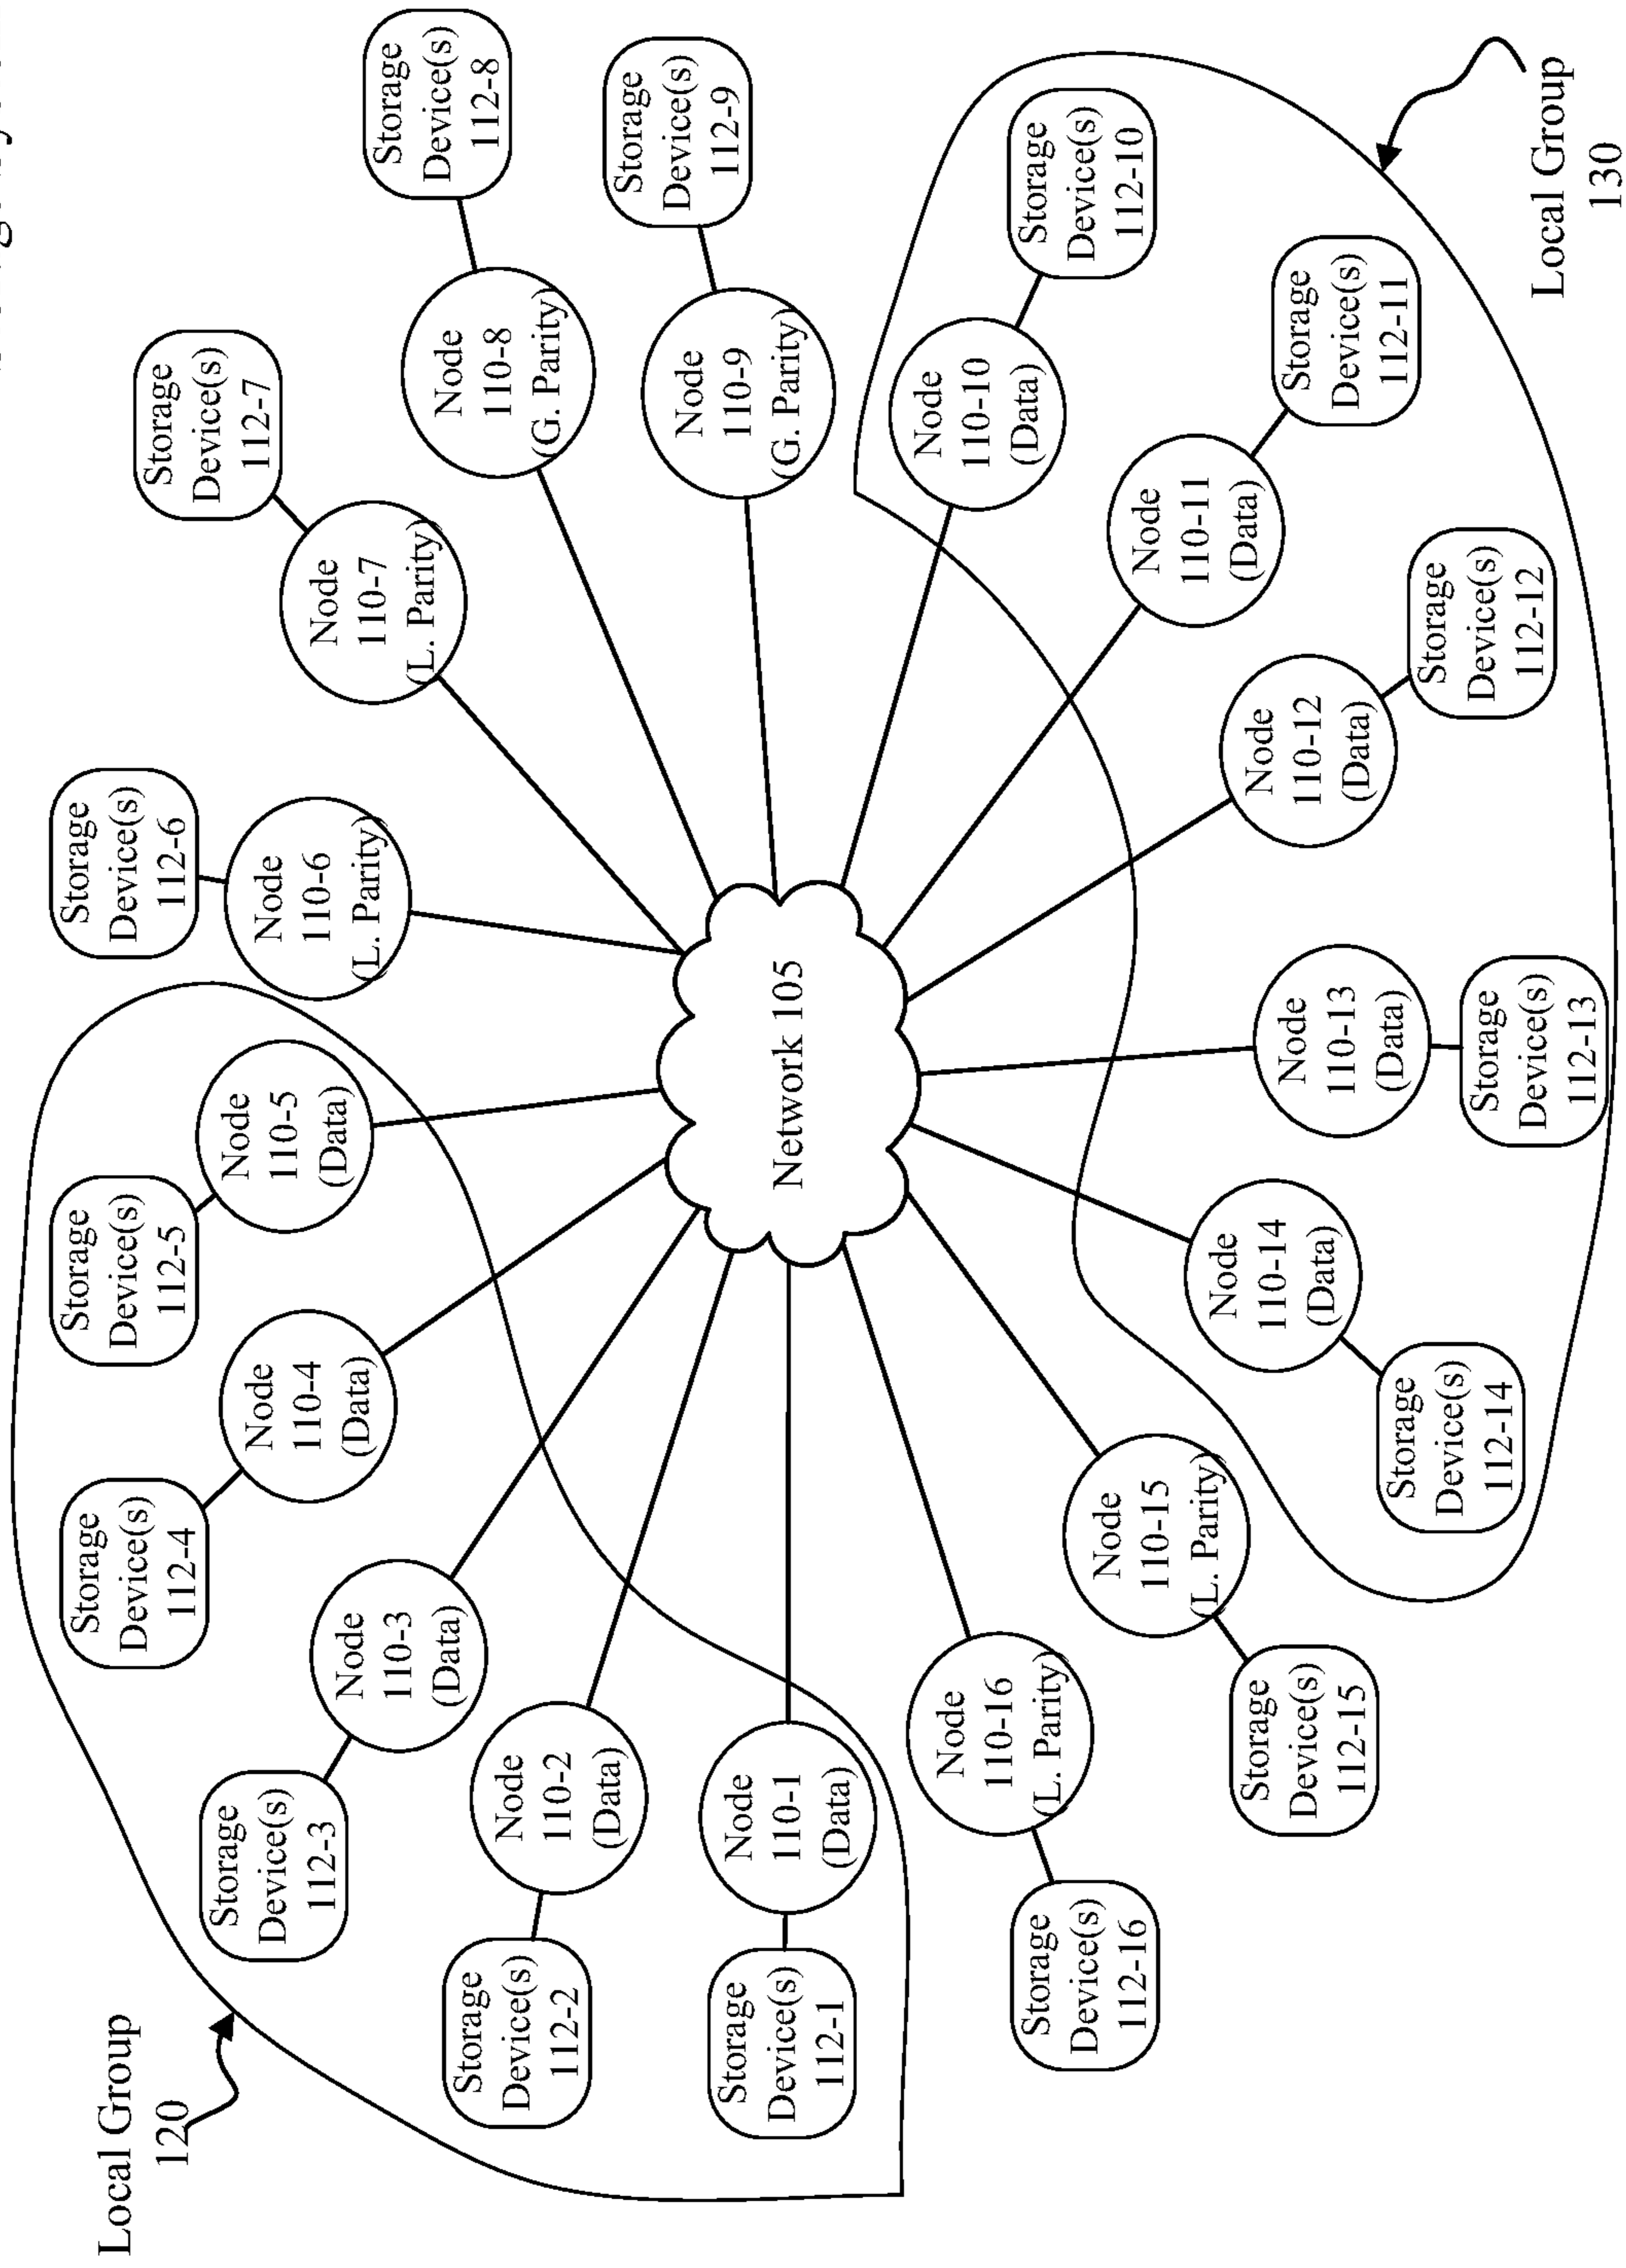 Local Group
120
Storage
Device(s)
112-1
Node
110-1
(Data)
Storage
Device(s)
112-2
Node
110-2
(Data)
Storage
Device(s)
112-3
Node
110-3
(Data)
Storage
Device(s)
112-4
Node
110-4
(Data)
Storage
Device(s)
112-5
Node
110-5
(Data)
Storage
Device(s)
112-6
Node
110-6
(L. Parity)
Storage
Device(s)
112-7
Node
110-7
(L. Parity)
Storage
Device(s)
112-8
Node
110-8
(G. Parity)
Storage
Device(s)
112-9
Node
110-9
(G. Parity)
Network 105
Node
110-10
(Data)
Storage
Device(s)
112-10
Node
110-11
(Data)
Storage
Device(s)
112-11
Node
110-12
(Data)
Storage
Device(s)
112-12
Node
110-13
(Data)
Storage
Device(s)
112-13
Node
110-14
(Data)
Storage
Device(s)
112-14
Node
110-15
(L. Parity)
Storage
Device(s)
112-15
Node
110-16
(L. Parity)
Storage
Device(s)
112-16
Local Group
130